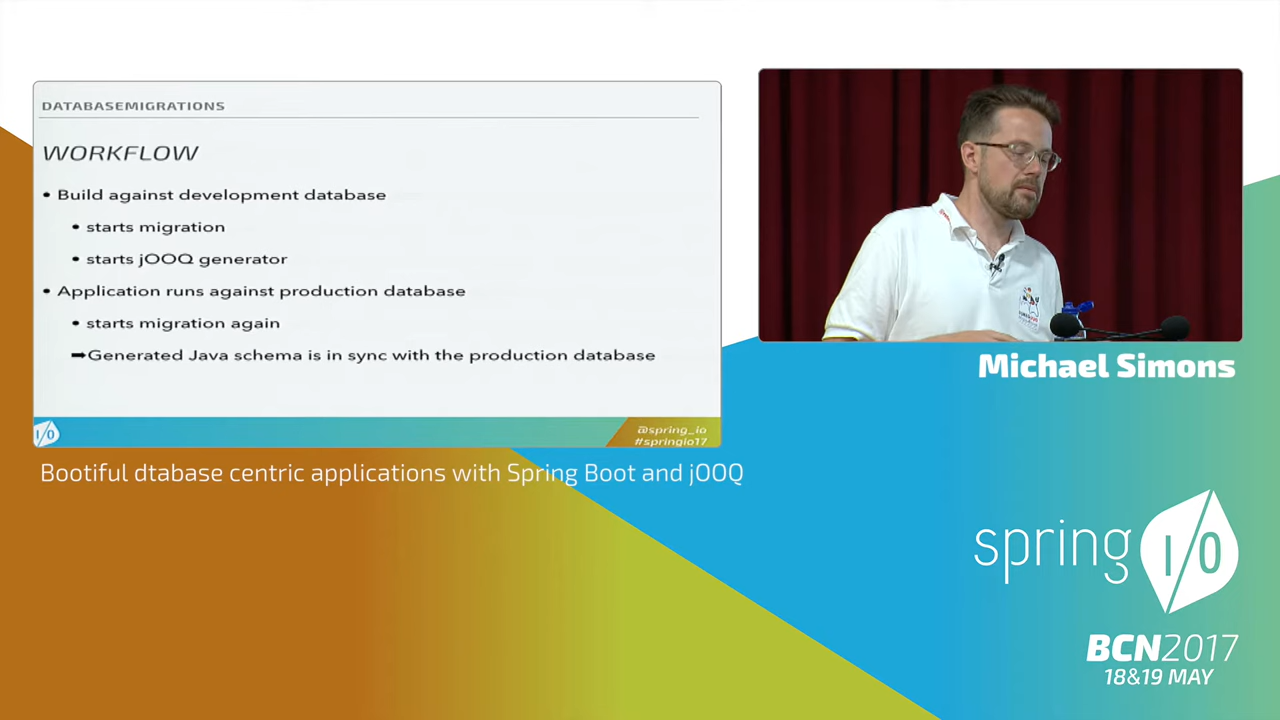 DATABASEMIGRATIONS
WORKFLOW
• Build against development database
• starts migration
• starts jOOQ generator
• Application runs against production database
• starts migration again
➡Generated Java schema is in sync with the production database
I/O
@spring_io
#springio17
Michael Simons
Bootiful dtabase centric applications with Spring Boot and jOOQ
spring I/O
BCN2017
18&19 MAY